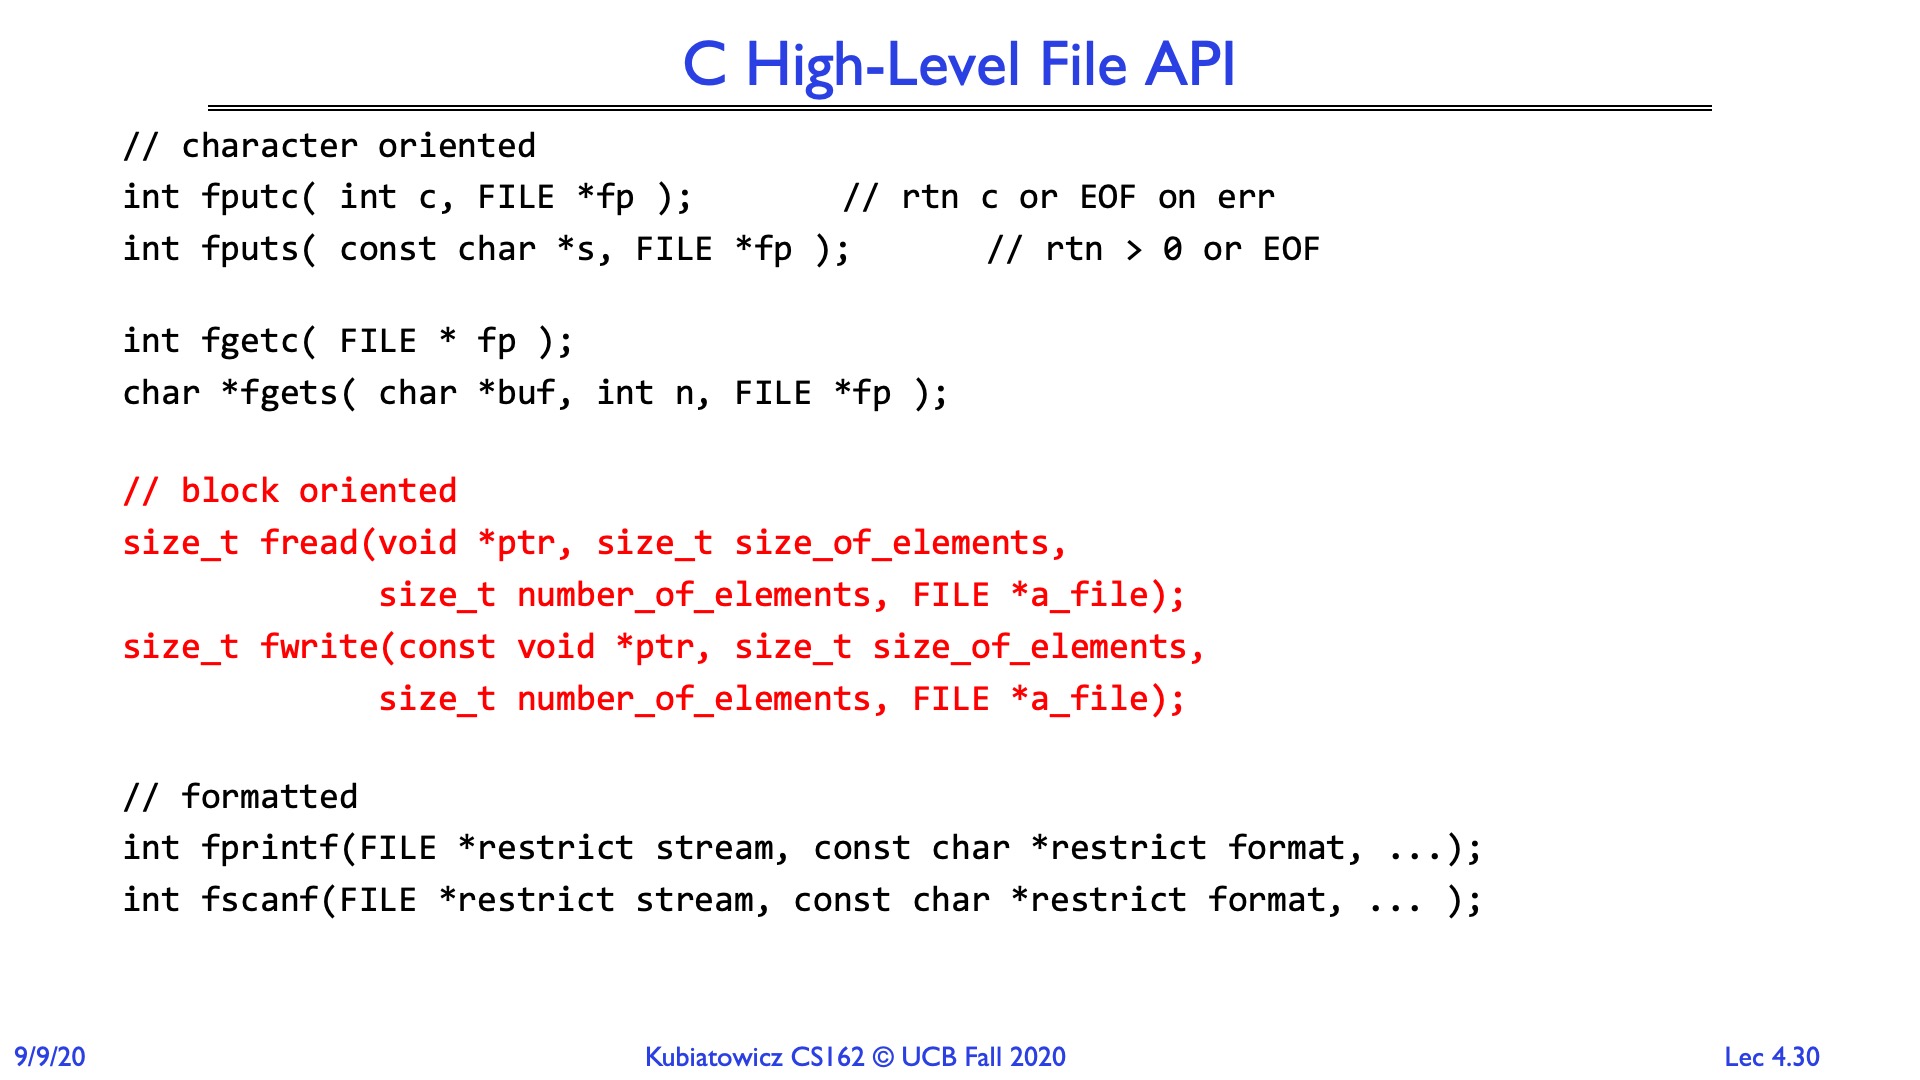 C High-Level File API
// character oriented
int fputc( int c, FILE *fp ); // rtn c or EOF on err
int fputs( const char *s, FILE *fp ); // rtn > 0 or EOF
int fgetc( FILE * fp );
char *fgets( char *buf, int n, FILE *fp );
// block oriented
size_t fread(void *ptr, size_t size_of_elements,
size_t number_of_elements, FILE *a_file);
size_t fwrite(const void *ptr, size_t size_of_elements,
size_t number_of_elements, FILE *a_file);
// formatted
int fprintf(FILE *restrict stream, const char *restrict format, ...);
int fscanf(FILE *restrict stream, const char *restrict format, ... );
9/9/20 Kubiatowicz CS162 © UCB Fall 2020 Lec 4.30